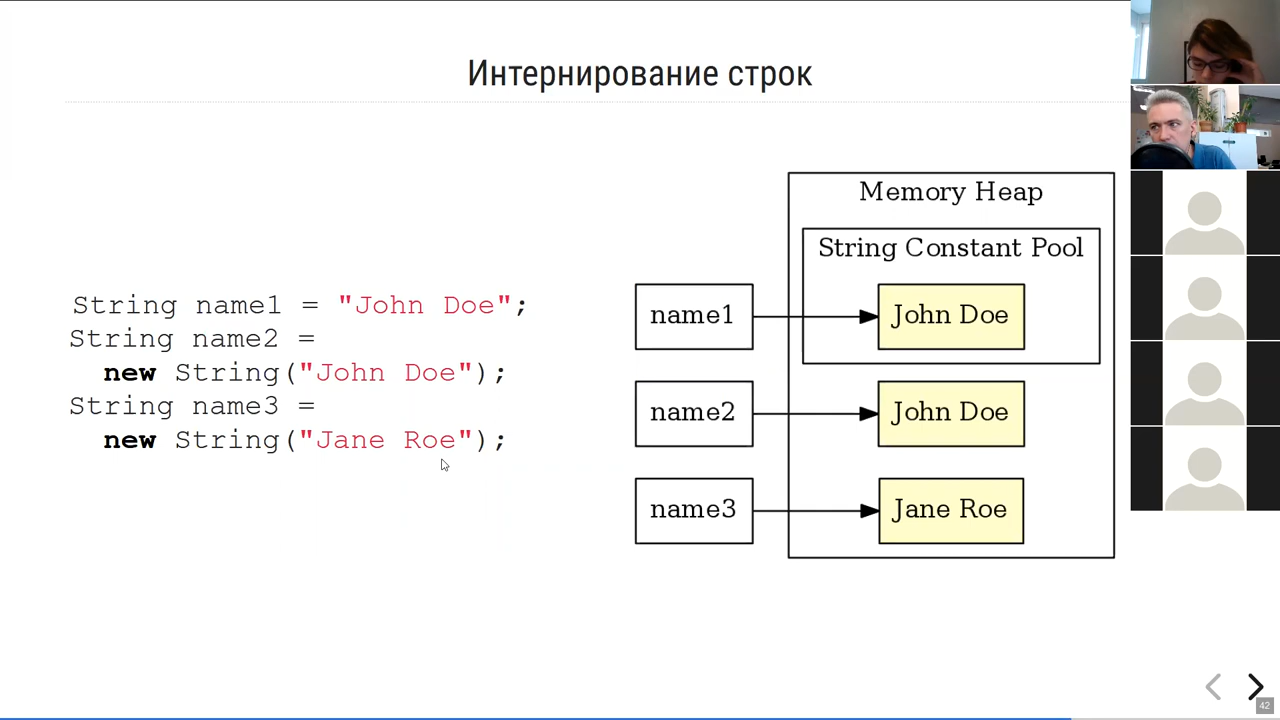 Интернирование строк
String name1 = "John Doe";
String name2 =
new String("John Doe");
String name3 =
new String("Jane Roe");
Memory Heap
String Constant Pool
name1
John Doe
name2
John Doe
name3
Jane Roe
42